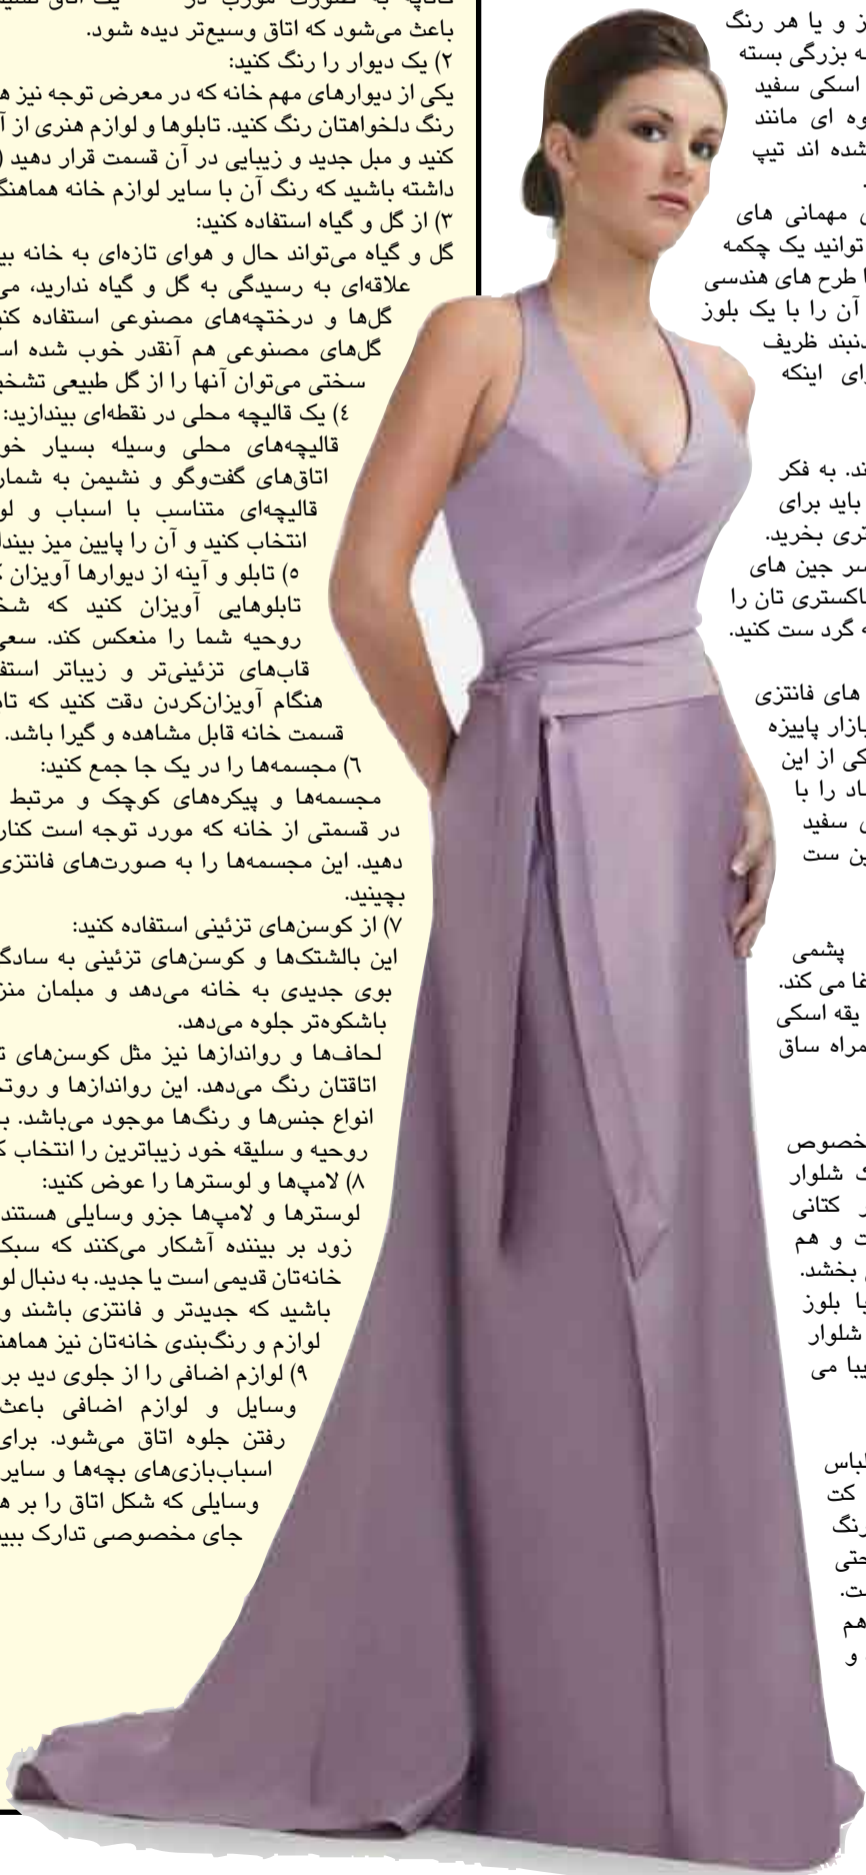 ز و یا هر رنگ
ه بزرگی بسته
اسکی سفید
وه ای مانند
شده اند تیپ
ی مهمانی های
توانید یک چکمه
ا طرح های هندسی
آن را با یک بلوز
دنبند ظریف
ای اینکه
ند. به فکر
باید برای
تری بخرید.
سر جین های
اکستری تان را
ه گرد ست کنید.
های فانتزی
بازار پاییزه
کی از این
اد را با
ی سفید
ین ست
پشمی
غا می کند.
یقه اسکی
مراه ساق
خصوص
ک شلوار
ر کتانی
ت و هم
ی بخشد.
یا بلوز
شلوار
یبا می
لباس
کت
رنگ
حتی
ت.
هم
و
باعث می‌شود که اتاق وسیع‌تر دیده شود.
۲) یک دیوار را رنگ کنید:
یکی از دیوارهای مهم خانه که در معرض توجه نیز ه
رنگ دلخواهتان رنگ کنید. تابلوها و لوازم هنری از آ
کنید و مبل جدید و زیبایی در آن قسمت قرار دهید (
داشته باشید که رنگ آن با سایر لوازم خانه هماهنگ
۳) از گل و گیاه استفاده کنید:
گل و گیاه می‌تواند حال و هوای تازه‌ای به خانه بی
علاقه‌ای به رسیدگی به گل و گیاه ندارید، می
گل‌ها و درختچه‌های مصنوعی استفاده کنی
گل‌های مصنوعی هم آنقدر خوب شده اس
سختی می‌توان آنها را از گل طبیعی تشخی
٤) یک قالیچه محلی در نقطه‌ای بیندازید:
قالیچه‌های محلی وسیله بسیار خو
اتاق‌های گفت‌وگو و نشیمن به شمار
قالیچه‌ای متناسب با اسباب و لو
انتخاب کنید و آن را پایین میز بیندا
٥) تابلو و آینه از دیوارها آویزان ک
تابلوهایی آویزان کنید که شخ
روحیه شما را منعکس کند. سعی
قاب‌های تزئینی‌تر و زیباتر استف
هنگام آویزان‌کردن دقت کنید که تا
قسمت خانه قابل مشاهده و گیرا باشد.
٦) مجسمه‌ها را در یک جا جمع کنید:
مجسمه‌ها و پیکره‌های کوچک و مرتبط
در قسمتی از خانه که مورد توجه است کنار
دهید. این مجسمه‌ها را به صورت‌های فانتزی
بچینید.
۷) از کوسن‌های تزئینی استفاده کنید:
این بالشتک‌ها و کوسن‌های تزئینی به سادگ
بوی جدیدی به خانه می‌دهد و مبلمان منز
باشکوه‌تر جلوه می‌دهد.
لحاف‌ها و رواندازها نیز مثل کوسن‌های ت
اتاقتان رنگ می‌دهد. این رواندازها و روت
انواع جنس‌ها و رنگ‌ها موجود می‌باشد. ب
روحیه و سلیقه خود زیباترین را انتخاب ک
۸) لامپ‌ها و لوسترها را عوض کنید:
لوسترها و لامپ‌ها جزو وسایلی هستند
زود بر بیننده آشکار می‌کنند که سبک
خانه‌تان قدیمی است یا جدید. به دنبال لو
باشید که جدیدتر و فانتزی باشند و
لوازم و رنگ‌بندی خانه‌تان نیز هماهن
۹) لوازم اضافی را از جلوی دید بر
وسایل و لوازم اضافی باعث
رفتن جلوه اتاق می‌شود. برای
اسباب‌بازی‌های بچه‌ها و سایر
وسایلی که شکل اتاق را بر ه
جای مخصوصی تدارک ببی